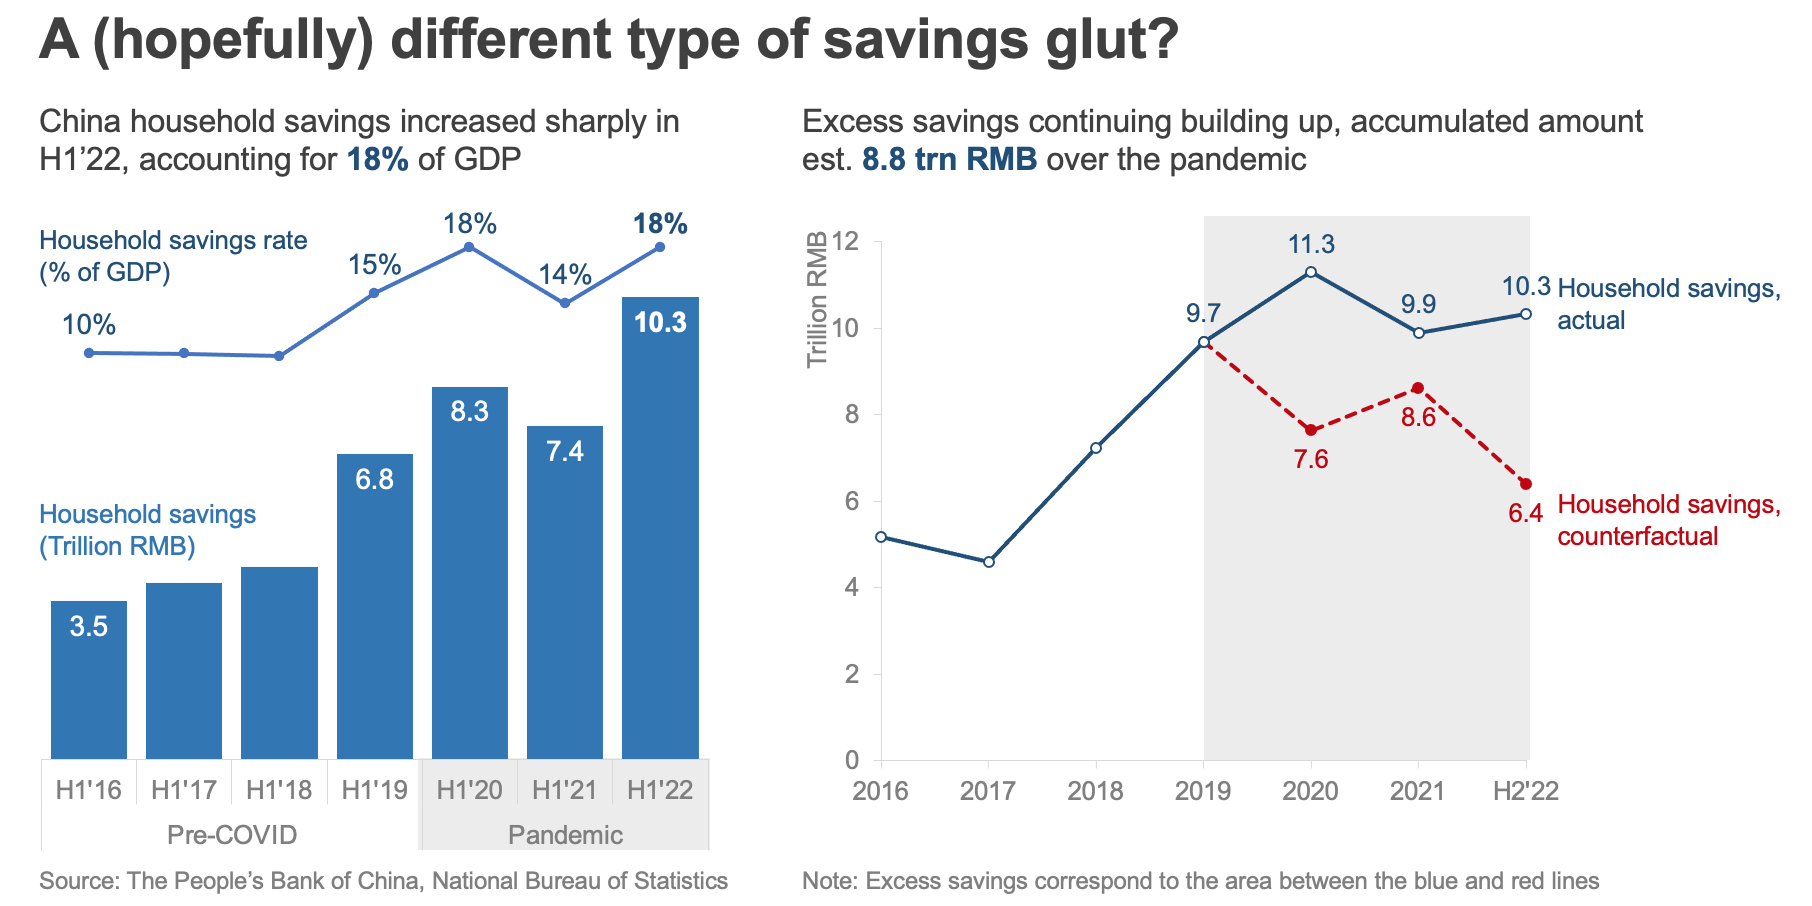 A (hopefully) different type of savings glut?
China household savings increased sharply in
H1’22, accounting for 18% of GDP
Household savings rate
(% of GDP)
10%
15%
18%
14%
18%
Household savings
(Trillion RMB)
3.5
6.8
8.3
7.4
10.3
H1'16 H1'17 H1'18 H1'19 H1'20 H1'21 H1'22
Pre-COVID Pandemic
Source: The People’s Bank of China, National Bureau of Statistics
Excess savings continuing building up, accumulated amount
est. 8.8 trn RMB over the pandemic
Trillion RMB
12
10
8
6
4
2
0
9.7
11.3
9.9
10.3
Household savings,
actual
7.6
8.6
6.4
Household savings,
counterfactual
2016 2017 2018 2019 2020 2021 H2'22
Note: Excess savings correspond to the area between the blue and red lines